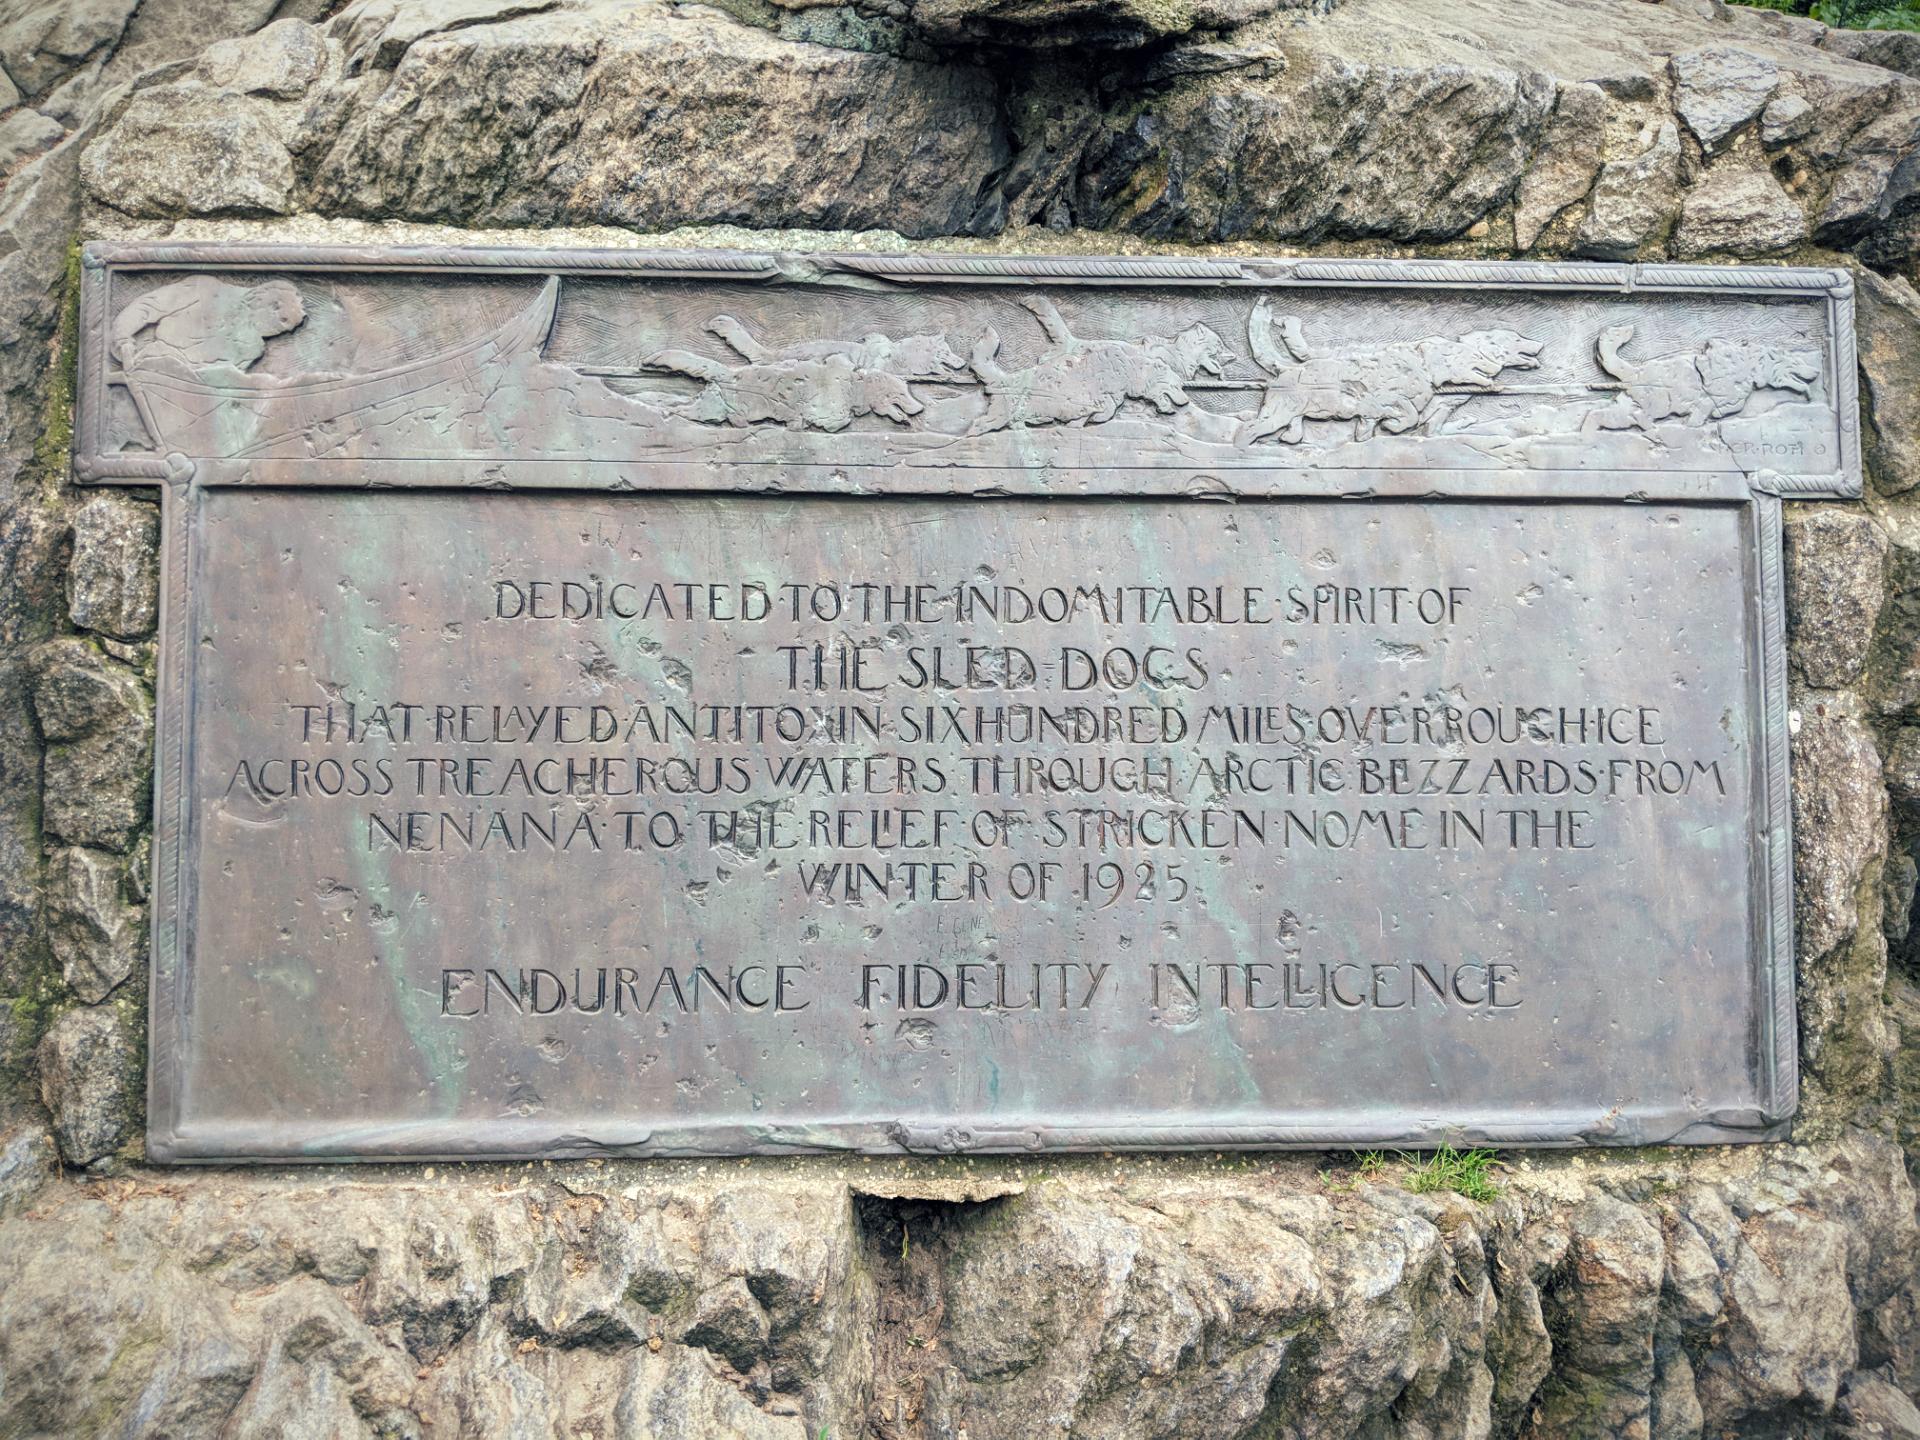 F·G·R·ROTH ©
DEDICATED·TO·THE·INDOMITABLE·SPIRIT·OF
THE SLED·DOGS
THAT·RELAYED·ANTITOXIN·SIX HUNDRED MILES·OVER ROUGH·ICE
ACROSS TREACHEROUS WATERS THROUGH ARCTIC BLIZZARDS·FROM
NENANA·TO·THE RELIEF OF STRICKEN·NOME IN THE
WINTER OF 1925
ENDURANCE FIDELITY INTELLIGENCE